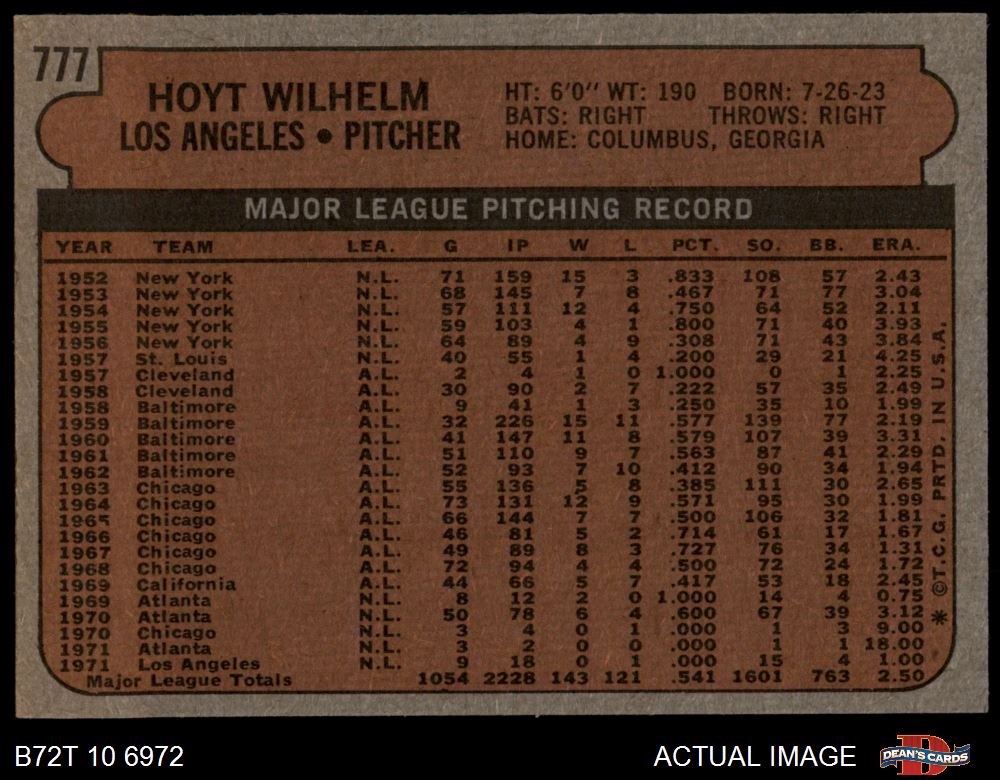 777
HOYT WILHELM
LOS ANGELES • PITCHER
HT: 6'0" WT: 190 BORN: 7-26-23
BATS: RIGHT THROWS: RIGHT
HOME: COLUMBUS, GEORGIA
MAJOR LEAGUE PITCHING RECORD
YEAR TEAM LEA. G IP W L PCT. SO. BB. ERA.
1952 New York N.L. 71 159 15 3 .833 108 57 2.43
1953 New York N.L. 68 145 7 8 .467 71 77 3.04
1954 New York N.L. 57 111 12 4 .750 64 52 2.11
1955 New York N.L. 59 103 4 1 .800 71 40 3.93
1956 New York N.L. 64 89 4 9 .308 71 43 3.84
1957 St. Louis N.L. 40 55 1 4 .200 29 21 4.25
1957 Cleveland A.L. 2 4 1 0 1.000 0 1 2.25
1958 Cleveland A.L. 30 90 2 7 .222 57 35 2.49
1958 Baltimore A.L. 9 41 1 3 .250 35 10 1.99
1959 Baltimore A.L. 32 226 15 11 .577 139 77 2.19
1960 Baltimore A.L. 41 147 11 8 .579 107 39 3.31
1961 Baltimore A.L. 51 110 9 7 .563 87 41 2.29
1962 Baltimore A.L. 52 93 7 10 .412 90 34 1.94
1963 Chicago A.L. 55 136 5 8 .385 111 30 2.65
1964 Chicago A.L. 73 131 12 9 .571 95 30 1.99
1965 Chicago A.L. 66 144 7 7 .500 106 32 1.81
1966 Chicago A.L. 46 81 5 2 .714 61 17 1.67
1967 Chicago A.L. 49 89 8 3 .727 76 34 1.31
1968 Chicago A.L. 72 94 4 4 .500 72 24 1.72
1969 California A.L. 44 66 5 7 .417 53 18 2.45
1969 Atlanta N.L. 8 12 2 0 1.000 14 4 0.75
1970 Atlanta N.L. 50 78 6 4 .600 67 39 3.12
1970 Chicago N.L. 3 4 0 1 .000 1 3 9.00
1971 Atlanta N.L. 3 2 0 0 .000 1 1 18.00
1971 Los Angeles N.L. 9 18 0 1 .000 15 4 1.00
Major League Totals 1054 2228 143 121 .541 1601 763 2.50
* ©T.C.G. PRTD. IN U.S.A.
B72T 10 6972
ACTUAL IMAGE
D
DEAN'S CARDS